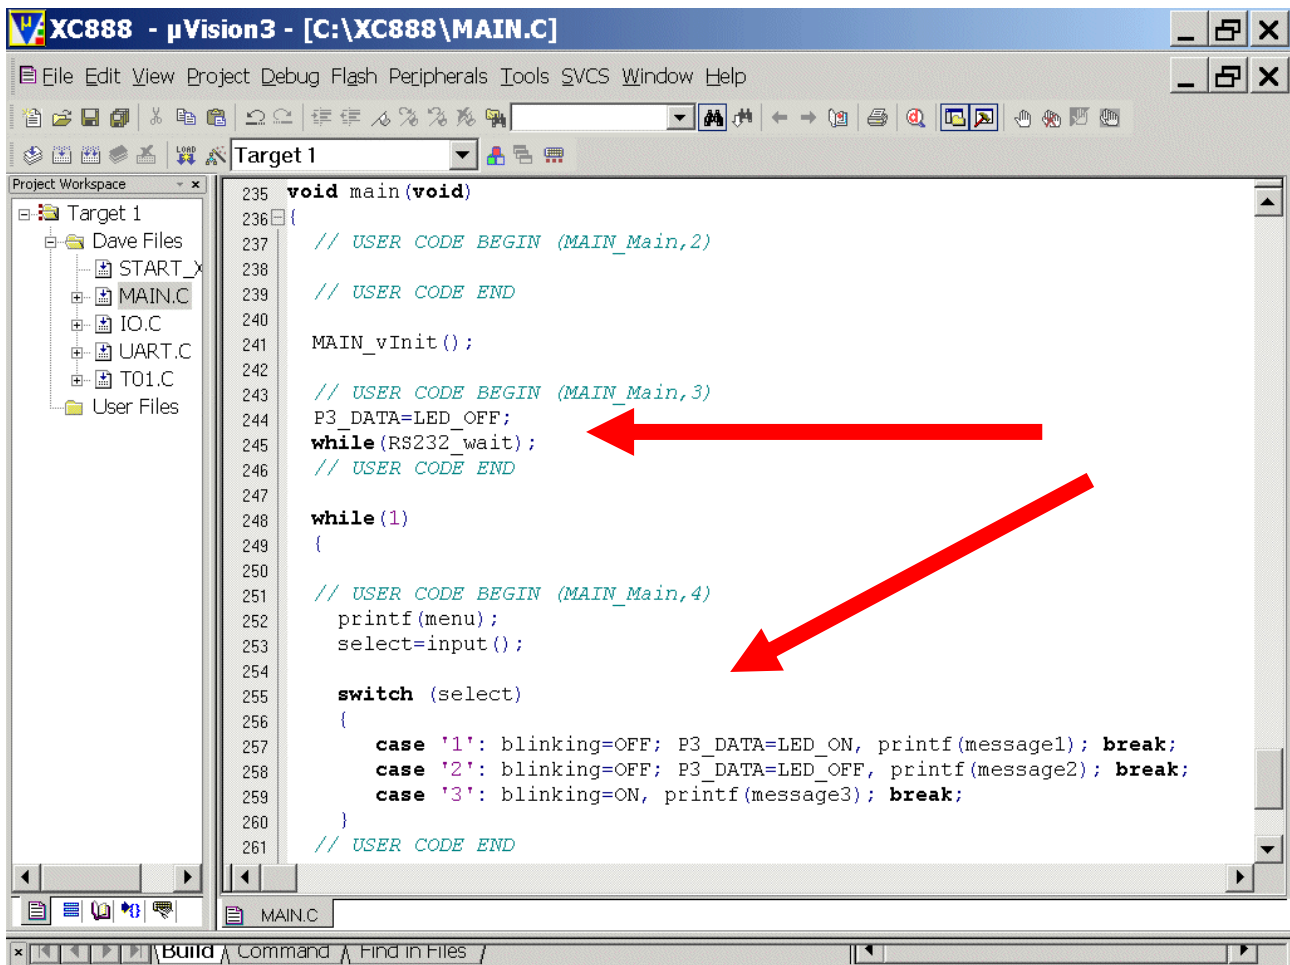 XC888 - µVision3 - [C:\XC888\MAIN.C]
File Edit View Project Debug Flash Peripherals Tools SVCS Window Help
Target 1
Project Workspace
Target 1
Dave Files
START_X
MAIN.C
IO.C
UART.C
T01.C
User Files
235 void main(void)
236 {
237 // USER CODE BEGIN (MAIN_Main,2)
238
239 // USER CODE END
240
241 MAIN_vInit();
242
243 // USER CODE BEGIN (MAIN_Main,3)
244 P3_DATA=LED_OFF;
245 while(RS232_wait);
246 // USER CODE END
247
248 while(1)
249 {
250
251 // USER CODE BEGIN (MAIN_Main,4)
252 printf(menu);
253 select=input();
254
255 switch (select)
256 {
257 case '1': blinking=OFF; P3_DATA=LED_ON, printf(message1); break;
258 case '2': blinking=OFF; P3_DATA=LED_OFF, printf(message2); break;
259 case '3': blinking=ON, printf(message3); break;
260 }
261 // USER CODE END
MAIN.C
Build Command Find in Files